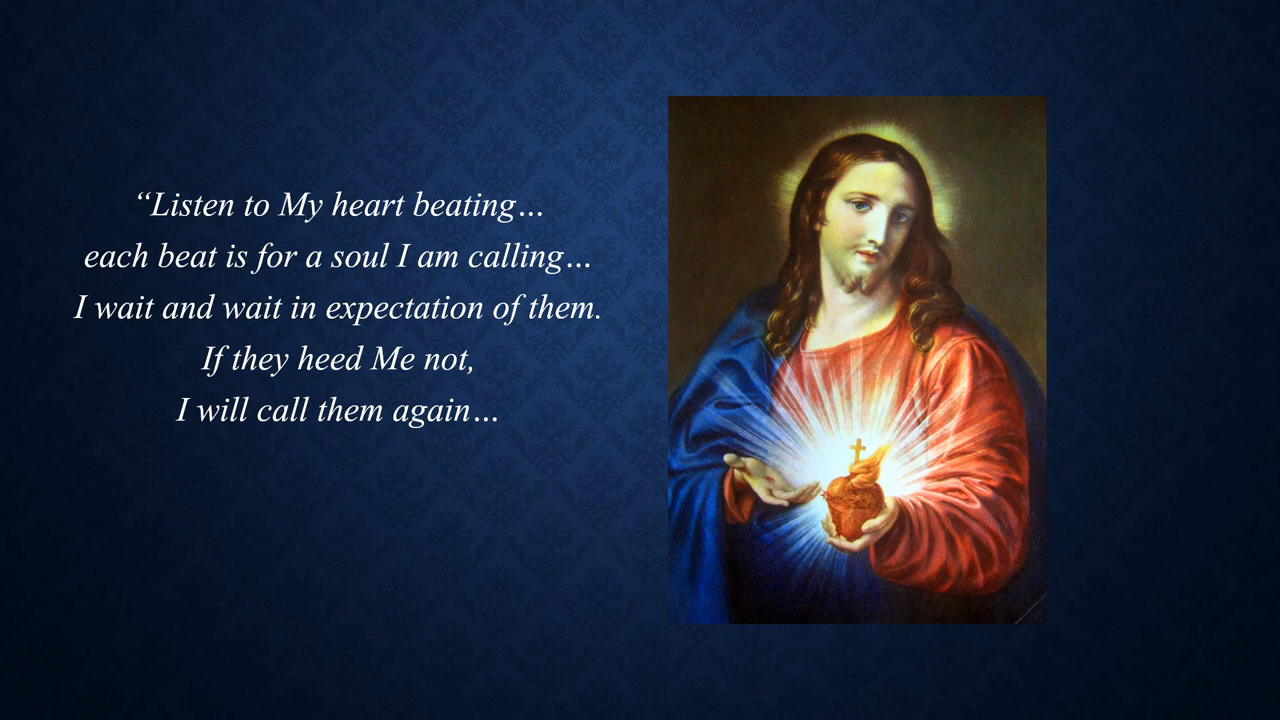 “Listen to My heart beating…
each beat is for a soul I am calling…
I wait and wait in expectation of them.
If they heed Me not,
I will call them again…